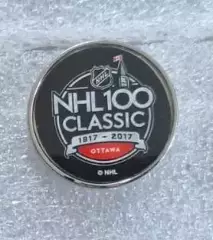 NHL
NHL100
CLASSIC
1917 - 2017
OTTAWA
© NHL